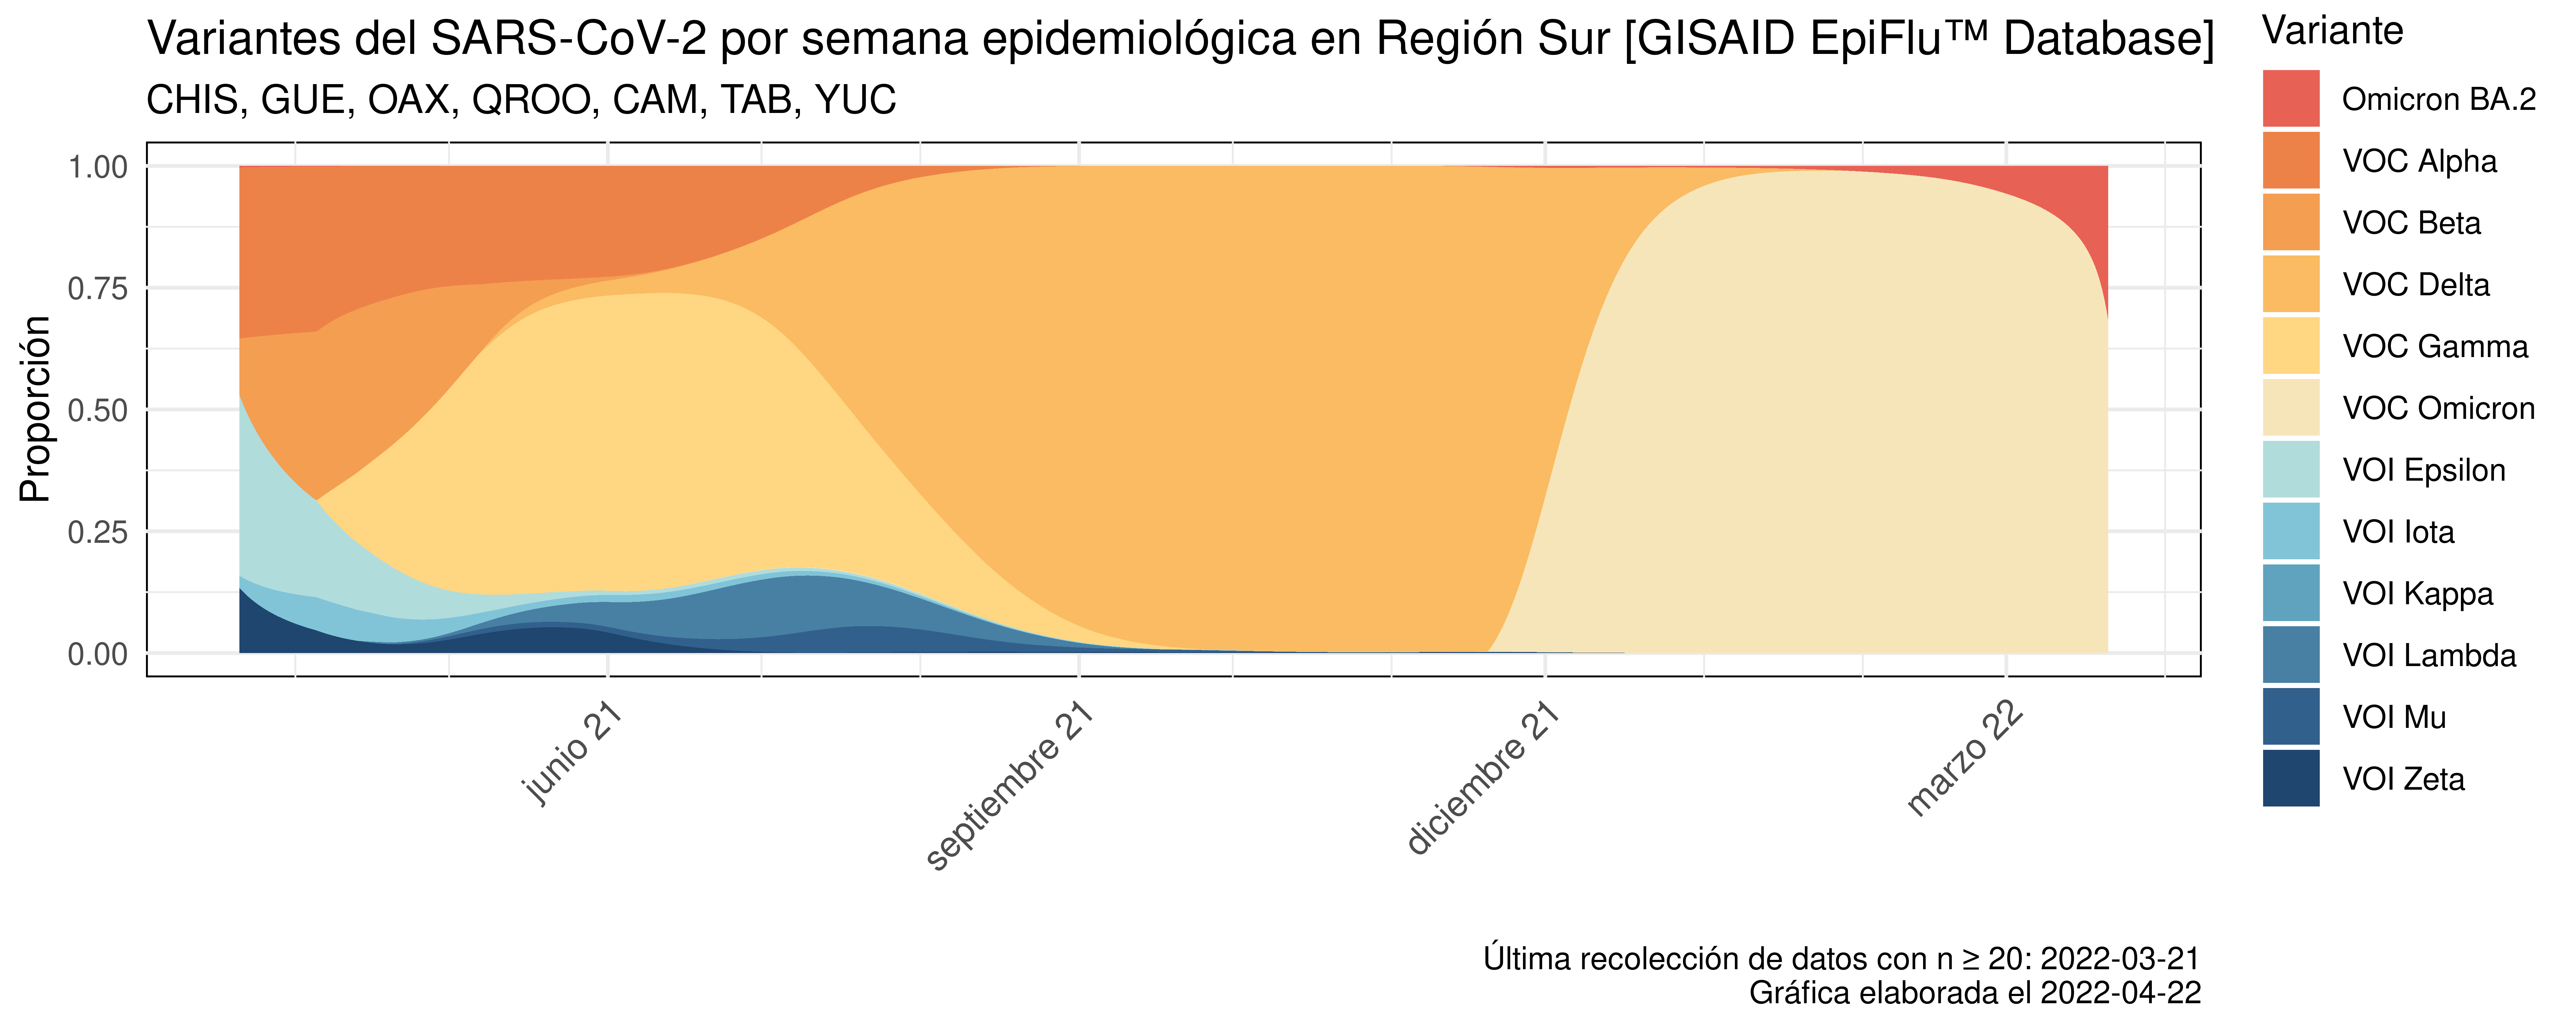 Variantes del SARS-CoV-2 por semana epidemiológica en Región Sur [GISAID EpiFlu™ Database]
CHIS, GUE, OAX, QROO, CAM, TAB, YUC
Proporción
1.00
0.75
0.50
0.25
0.00
junio 21
septiembre 21
diciembre 21
marzo 22
Variante
Omicron BA.2
VOC Alpha
VOC Beta
VOC Delta
VOC Gamma
VOC Omicron
VOI Epsilon
VOI Iota
VOI Kappa
VOI Lambda
VOI Mu
VOI Zeta
Última recolección de datos con n ≥ 20: 2022-03-21
Gráfica elaborada el 2022-04-22